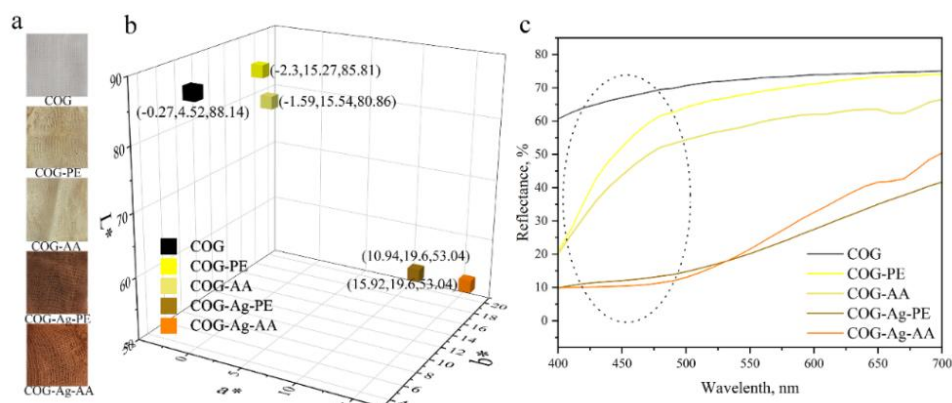 a
COG
COG-PE
COG-AA
COG-Ag-PE
COG-Ag-AA
b
90
80
70
60
L*
(-2.3,15.27,85.81)
(-1.59,15.54,80.86)
(-0.27,4.52,88.14)
(10.94,19.6,53.04)
(15.92,19.6,53.04)
COG
COG-PE
COG-AA
COG-Ag-PE
COG-Ag-AA
0
5
10
a*
20
18
16
14
12
10
8
6
b*
c
Reflectance, %
80
70
60
50
40
30
20
10
0
COG
COG-PE
COG-AA
COG-Ag-PE
COG-Ag-AA
400
450
500
550
600
650
700
Wavelenth, nm